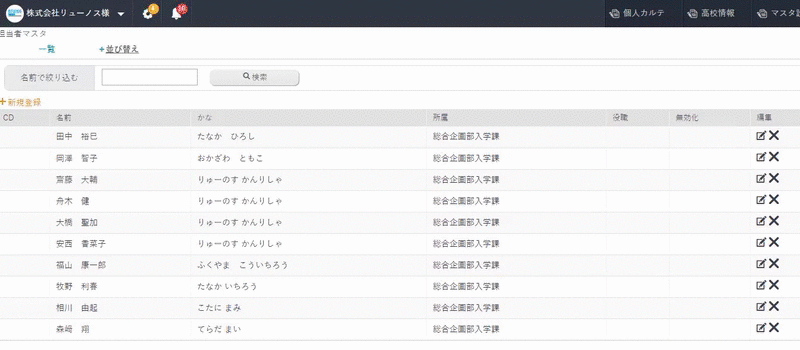 株式会社リューノス様 4 30 個人カルテ 高校情報 マスタ
担当者マスタ
一覧 +並び替え
名前で絞り込む 検索
+新規登録
CD 名前 かな 所属 役職 無効化 編集
田中 裕巳 たなか ひろし 総合企画部入学課
岡澤 智子 おかざわ ともこ 総合企画部入学課
齋藤 大輔 りゅーのす かんりしゃ 総合企画部入学課
舟木 健 りゅーのす かんりしゃ 総合企画部入学課
大橋 聖加 りゅーのす かんりしゃ 総合企画部入学課
安西 香菜子 りゅーのす かんりしゃ 総合企画部入学課
福山 康一郎 ふくやま こういちろう 総合企画部入学課
牧野 利春 たなか いちろう 総合企画部入学課
相川 由起 こたに まみ 総合企画部入学課
森崎 翔 てらだ まい 総合企画部入学課